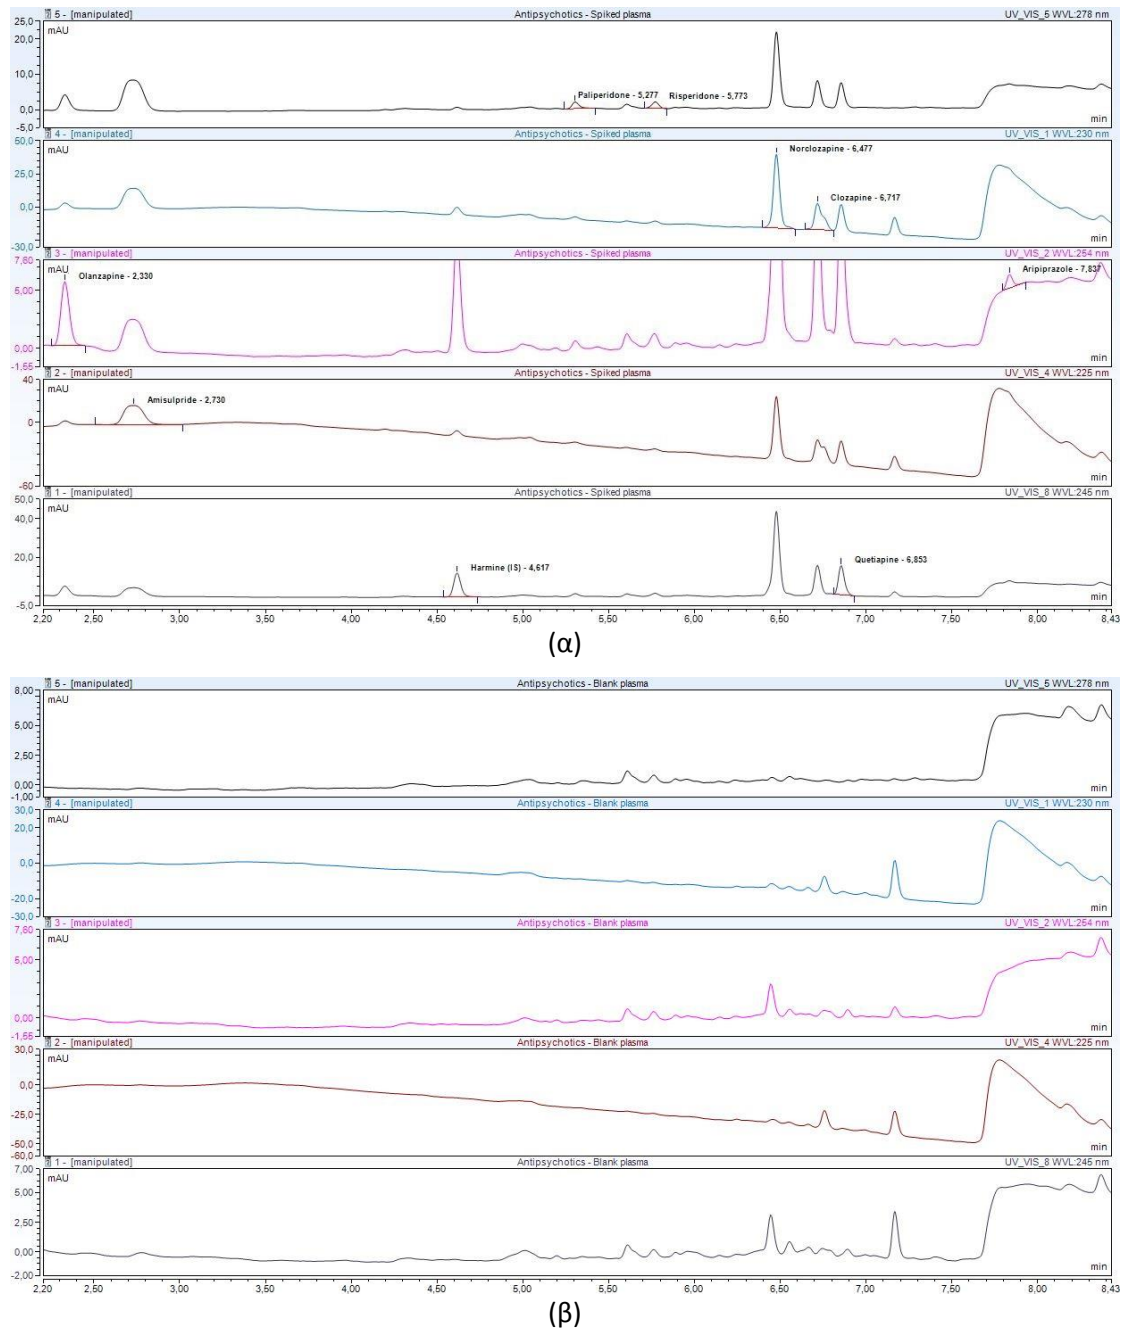 5 - [manipulated] Antipsychotics - Spiked plasma UV_VIS_5 WVL:278 nm
25,0
mAU
20,0
10,0
0,0
-5,0
Paliperidone - 5,277
Risperidone - 5,773
min
4 - [manipulated] Antipsychotics - Spiked plasma UV_VIS_1 WVL:230 nm
50,0
mAU
25,0
0,0
-30,0
Norclozapine - 6,477
Clozapine - 6,717
min
3 - [manipulated] Antipsychotics - Spiked plasma UV_VIS_2 WVL:254 nm
7,60
mAU
5,00
0,00
-1,55
Olanzapine - 2,330
Aripiprazole - 7,837
min
2 - [manipulated] Antipsychotics - Spiked plasma UV_VIS_4 WVL:225 nm
40
mAU
0
-60
Amisulpride - 2,730
min
1 - [manipulated] Antipsychotics - Spiked plasma UV_VIS_8 WVL:245 nm
50,0
mAU
40,0
20,0
-5,0
Harmine (IS) - 4,617
Quetiapine - 6,853
min
2,20 2,50 3,00 3,50 4,00 4,50 5,00 5,50 6,00 6,50 7,00 7,50 8,00 8,43
(α)
5 - [manipulated] Antipsychotics - Blank plasma UV_VIS_5 WVL:278 nm
8,00
mAU
5,00
2,50
0,00
-1,00
min
4 - [manipulated] Antipsychotics - Blank plasma UV_VIS_1 WVL:230 nm
30,0
mAU
20,0
0,0
-20,0
-30,0
min
3 - [manipulated] Antipsychotics - Blank plasma UV_VIS_2 WVL:254 nm
7,60
mAU
5,00
0,00
-1,55
min
2 - [manipulated] Antipsychotics - Blank plasma UV_VIS_4 WVL:225 nm
30,0
mAU
0,0
-25,0
-50,0
-60,0
min
1 - [manipulated] Antipsychotics - Blank plasma UV_VIS_8 WVL:245 nm
7,00
mAU
5,00
2,50
0,00
-2,00
min
2,20 2,50 3,00 3,50 4,00 4,50 5,00 5,50 6,00 6,50 7,00 7,50 8,00 8,43
(β)